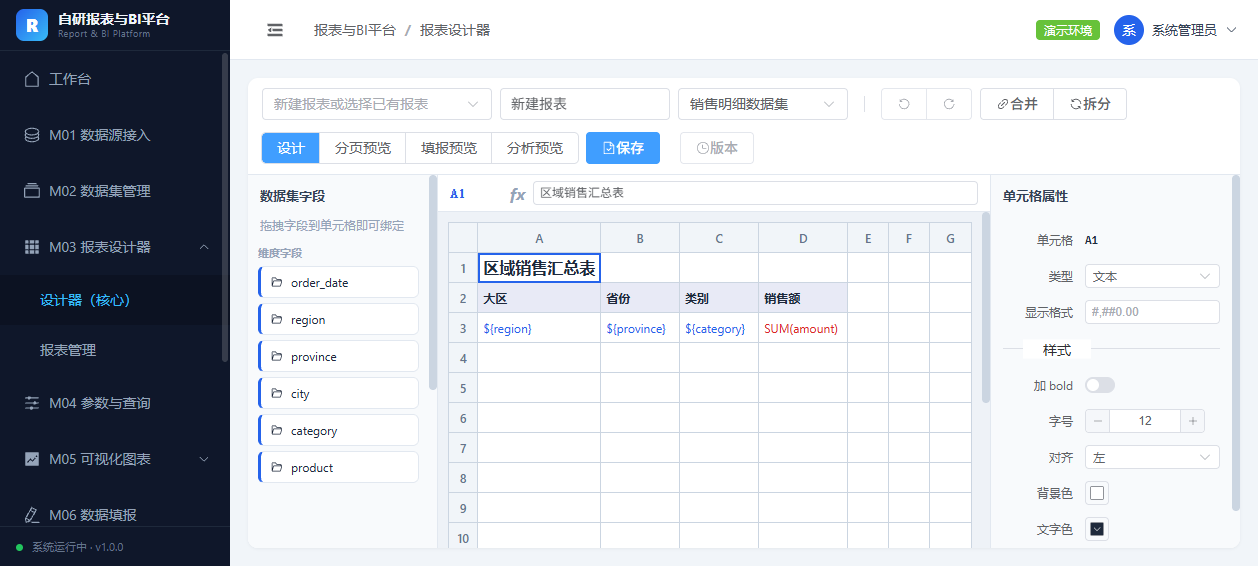 R
自研报表与BI平台
Report & BI Platform
工作台
M01 数据源接入
M02 数据集管理
M03 报表设计器
设计器（核心）
报表管理
M04 参数与查询
M05 可视化图表
M06 数据填报
系统运行中 · v1.0.0
报表与BI平台 / 报表设计器
演示环境 系 系统管理员
新建报表或选择已有报表 新建报表 销售明细数据集 合并 拆分
设计 分页预览 填报预览 分析预览 保存 版本
数据集字段
拖拽字段到单元格即可绑定
维度字段
order_date
region
province
city
category
product
A1 fx 区域销售汇总表
A B C D E F G
1 区域销售汇总表
2 大区 省份 类别 销售额
3 ${region} ${province} ${category} SUM(amount)
4
5
6
7
8
9
10
单元格属性
单元格 A1
类型 文本
显示格式 #,##0.00
样式
加 bold
字号 − 12 +
对齐 左
背景色
文字色